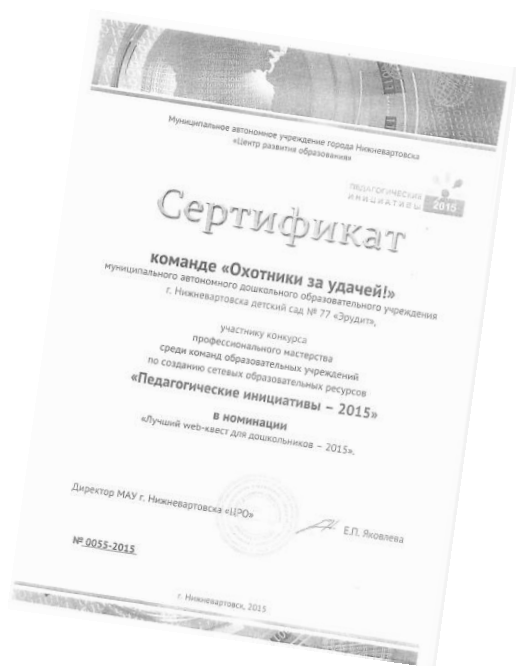 Муниципальное автономное учреждение города Нижневартовска
«Центр развития образования»
ПЕДАГОГИЧЕСКИЕ
ИНИЦИАТИВЫ 2015
Сертификат
команде «Охотники за удачей!»
муниципального автономного дошкольного образовательного учреждения
г. Нижневартовска детский сад № 77 «Эрудит»,
участнику конкурса
профессионального мастерства
среди команд образовательных учреждений
по созданию сетевых образовательных ресурсов
«Педагогические инициативы – 2015»
в номинации
«Лучший web-квест для дошкольников – 2015».
Директор МАУ г. Нижневартовска «ЦРО»
Е.П. Яковлева
№ 0055-2015
г. Нижневартовск, 2015